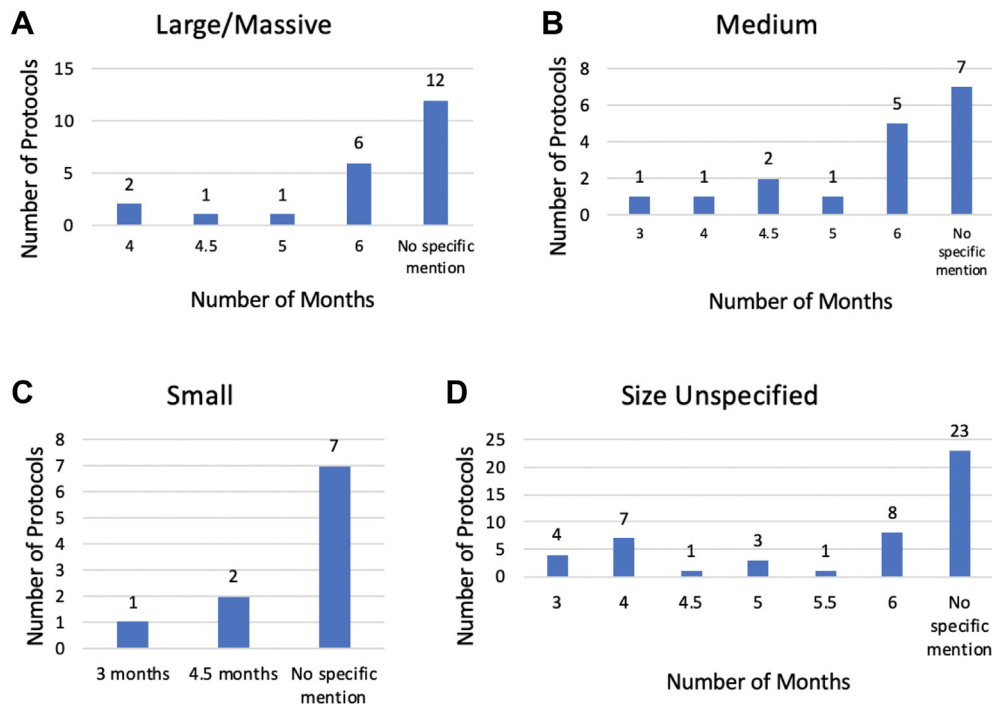 A
Large/Massive
Number of Protocols
15
10
5
0
2
1
1
6
12
4
4.5
5
6
No specific
mention
Number of Months
B
Medium
Number of Protocols
8
6
4
2
0
1
1
2
1
5
7
3
4
4.5
5
6
No
specific
mention
Number of Months
C
Small
Number of Protocols
8
7
6
5
4
3
2
1
0
1
2
7
3 months
4.5 months
No specific
mention
D
Size Unspecified
Number of Protocols
25
20
15
10
5
0
4
7
1
3
1
8
23
3
4
4.5
5
5.5
6
No
specific
mention
Number of Months